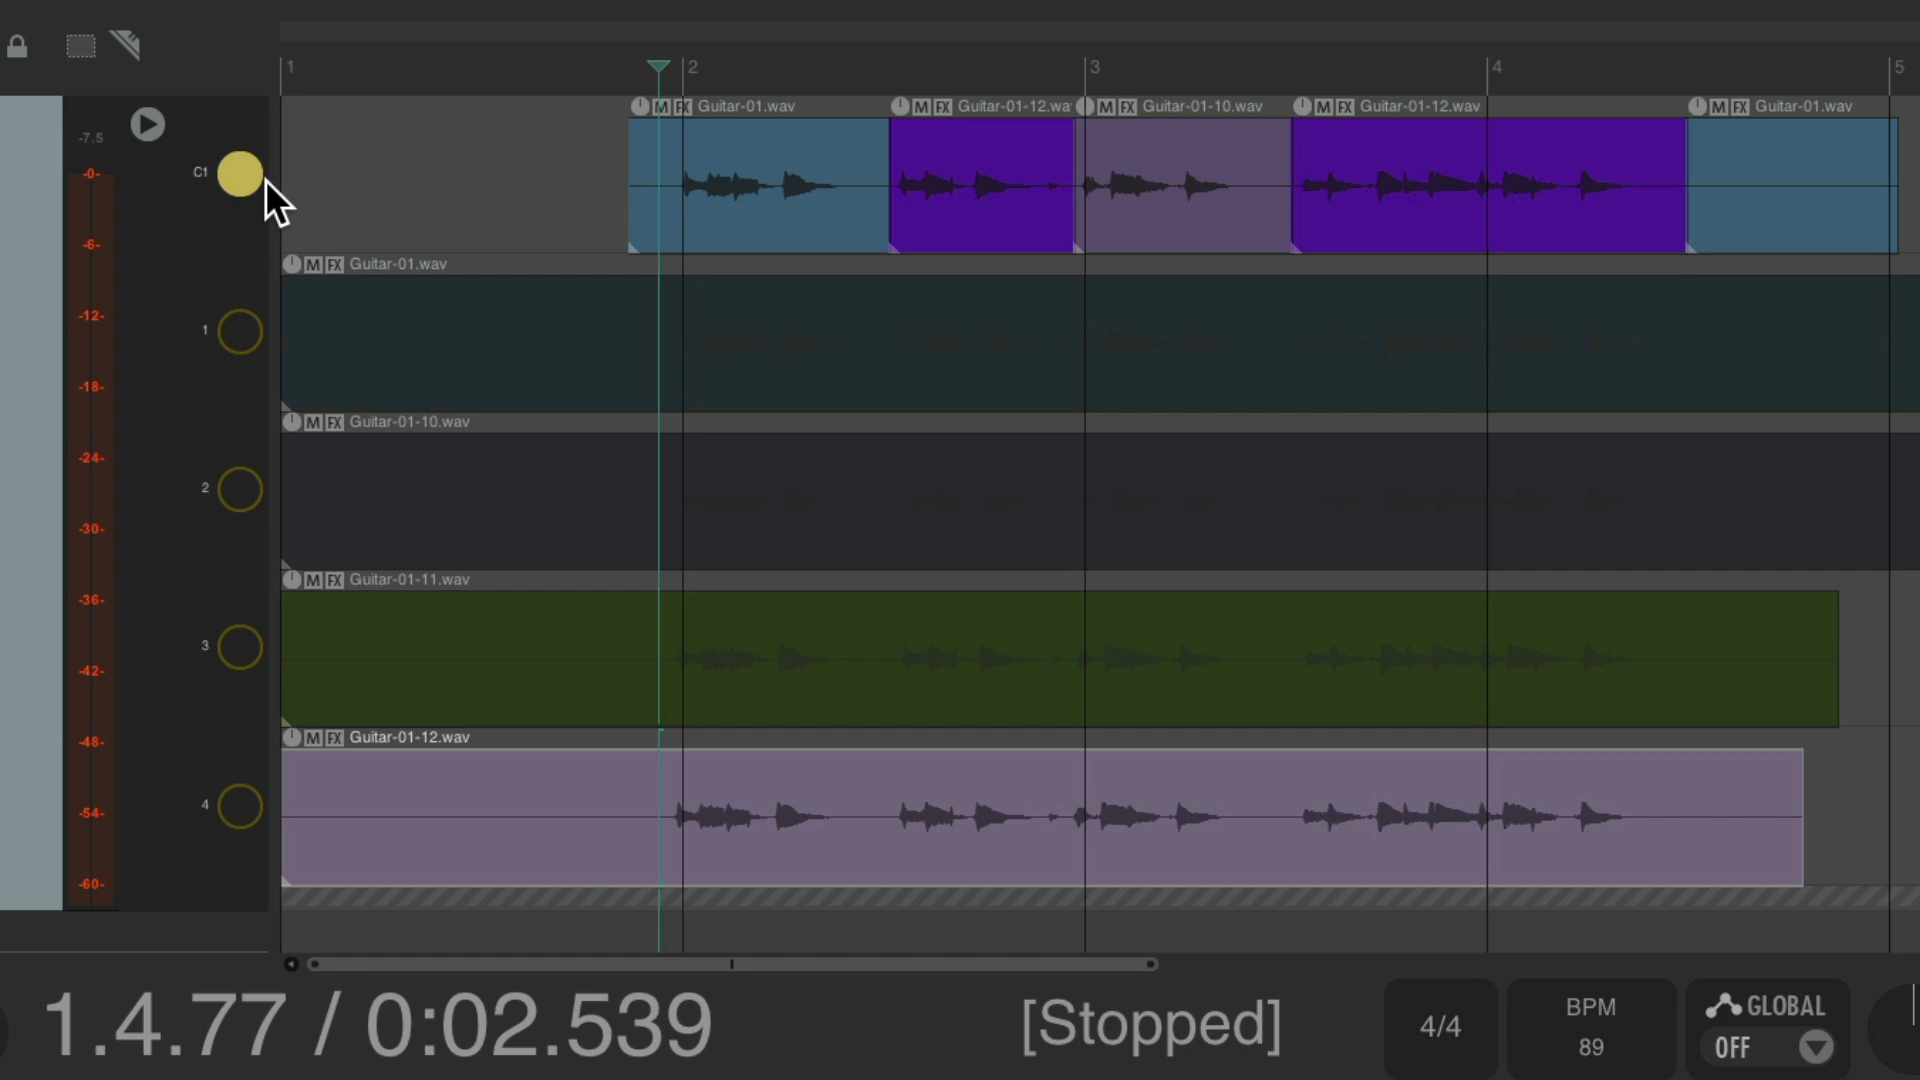 1
2
3
4
5
M FX Guitar-01.wav
M FX Guitar-01-12.wav
M FX Guitar-01-10.wav
M FX Guitar-01-12.wav
M FX Guitar-01.wav
-7.5
-0-
C1
-6-
M FX Guitar-01.wav
-12-
1
-18-
M FX Guitar-01-10.wav
-24-
2
-30-
M FX Guitar-01-11.wav
-36-
3
-42-
M FX Guitar-01-12.wav
-48-
4
-54-
-60-
1.4.77 / 0:02.539
[Stopped]
4/4
BPM
89
GLOBAL
OFF